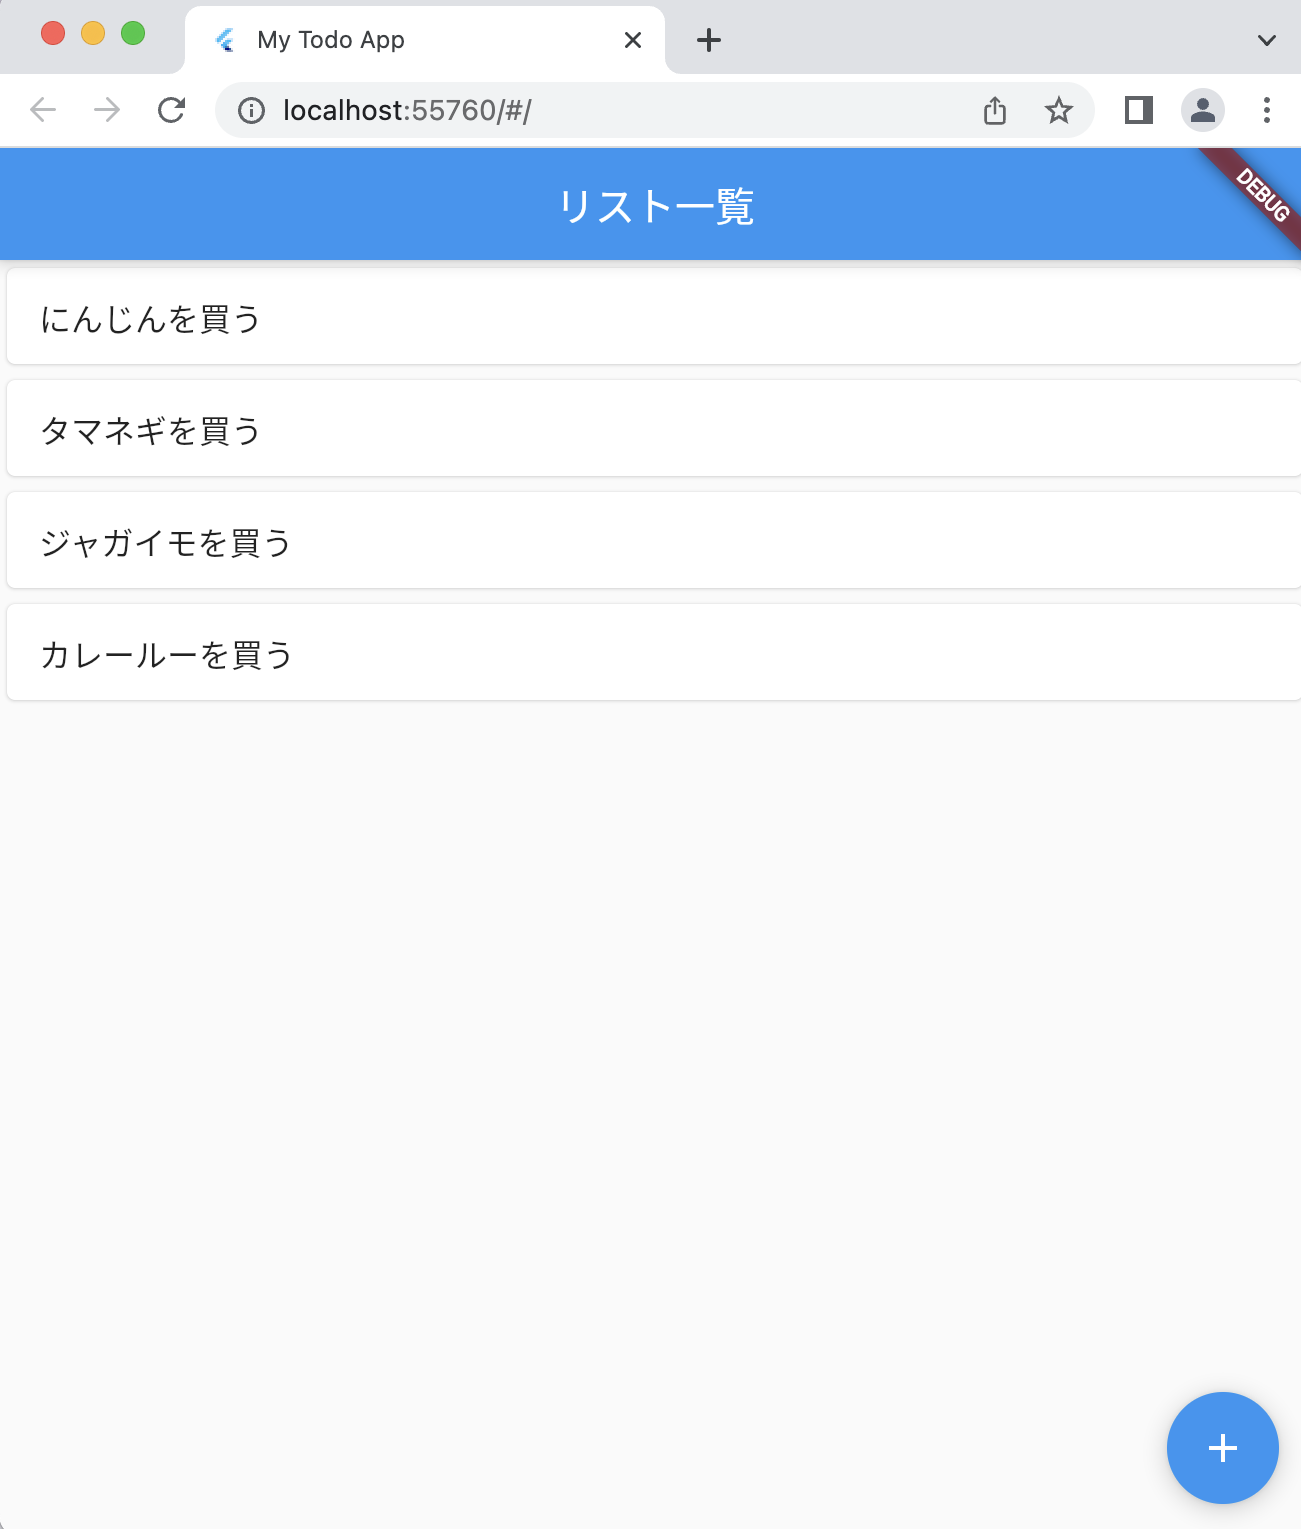 My Todo App
localhost:55760/#/
リスト一覧
DEBUG
にんじんを買う
タマネギを買う
ジャガイモを買う
カレールーを買う